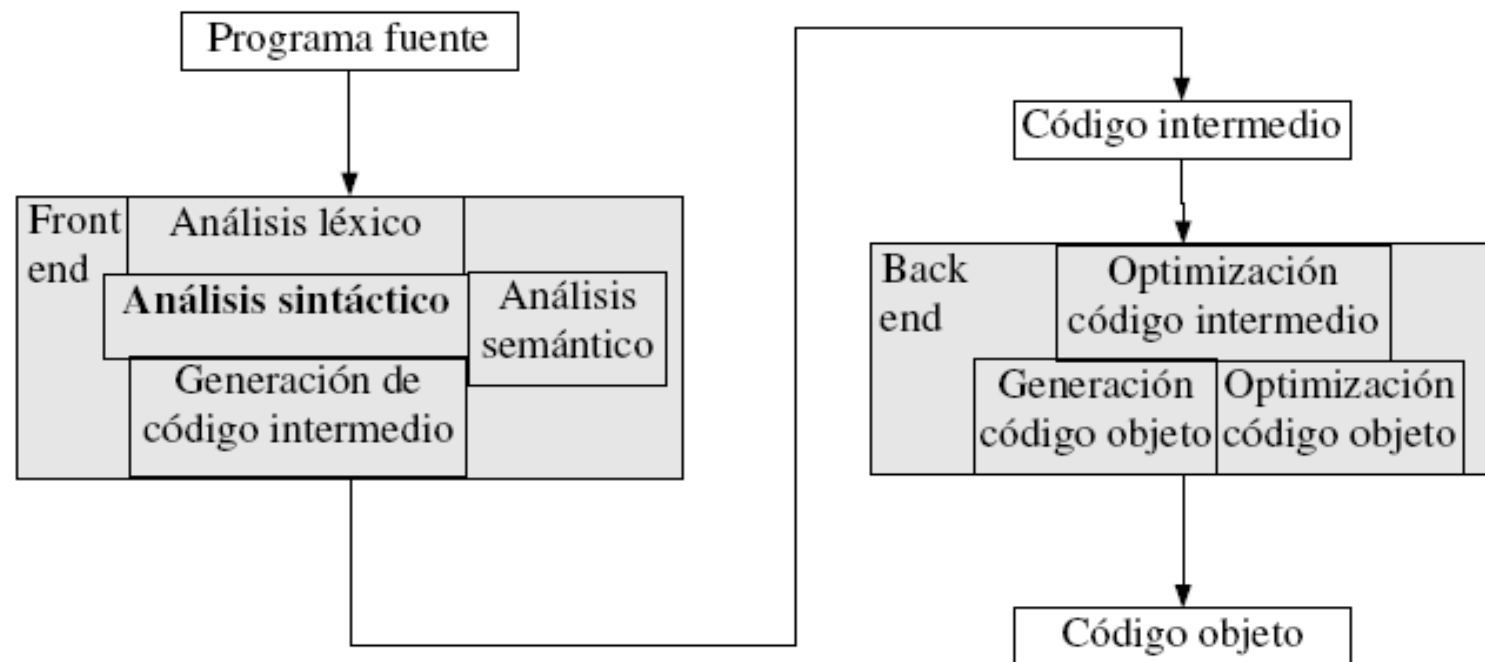 Programa fuente
Front
end
Análisis léxico
Análisis sintáctico
Análisis
semántico
Generación de
código intermedio
Código intermedio
Back
end
Optimización
código intermedio
Generación
código objeto
Optimización
código objeto
Código objeto